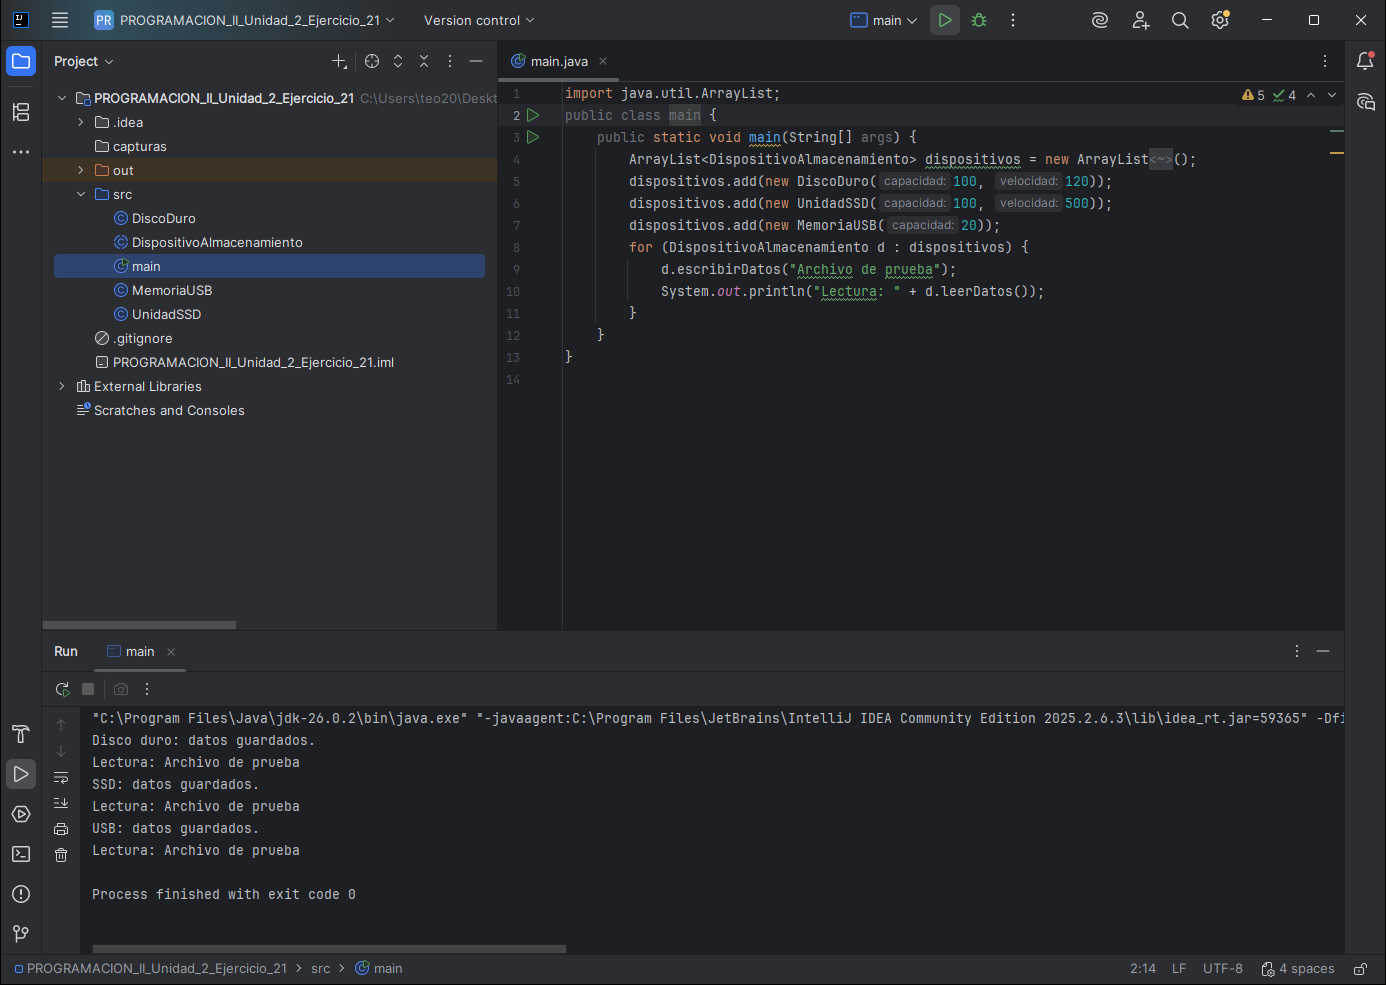 PR PROGRAMACION_II_Unidad_2_Ejercicio_21 Version control main
Project
PROGRAMACION_II_Unidad_2_Ejercicio_21 C:\Users\teo20\Deskt
.idea
capturas
out
src
DiscoDuro
DispositivoAlmacenamiento
main
MemoriaUSB
UnidadSSD
.gitignore
PROGRAMACION_II_Unidad_2_Ejercicio_21.iml
External Libraries
Scratches and Consoles
main.java
5 4
1 import java.util.ArrayList;
2 public class main {
3 public static void main(String[] args) {
4 ArrayList<DispositivoAlmacenamiento> dispositivos = new ArrayList<~>();
5 dispositivos.add(new DiscoDuro( capacidad: 100, velocidad: 120));
6 dispositivos.add(new UnidadSSD( capacidad: 100, velocidad: 500));
7 dispositivos.add(new MemoriaUSB( capacidad: 20));
8 for (DispositivoAlmacenamiento d : dispositivos) {
9 d.escribirDatos("Archivo de prueba");
10 System.out.println("Lectura: " + d.leerDatos());
11 }
12 }
13 }
14
Run main
"C:\Program Files\Java\jdk-26.0.2\bin\java.exe" "-javaagent:C:\Program Files\JetBrains\IntelliJ IDEA Community Edition 2025.2.6.3\lib\idea_rt.jar=59365" -Dfi
Disco duro: datos guardados.
Lectura: Archivo de prueba
SSD: datos guardados.
Lectura: Archivo de prueba
USB: datos guardados.
Lectura: Archivo de prueba
Process finished with exit code 0
PROGRAMACION_II_Unidad_2_Ejercicio_21 > src > main 2:14 LF UTF-8 4 spaces